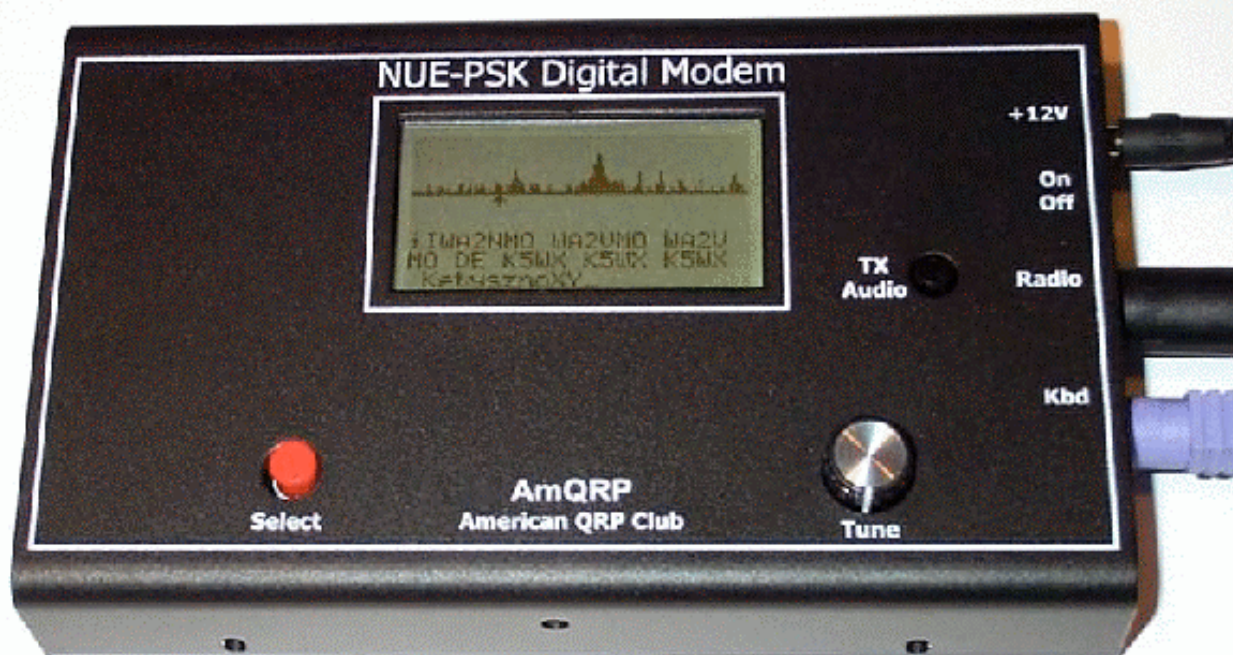 NUE-PSK Digital Modem
+12V
On
Off
WA2VMO WA2V
MO DE K5WX K5WX K5WX
TX
Audio
Radio
Kbd
Select
AmQRP
American QRP Club
Tune